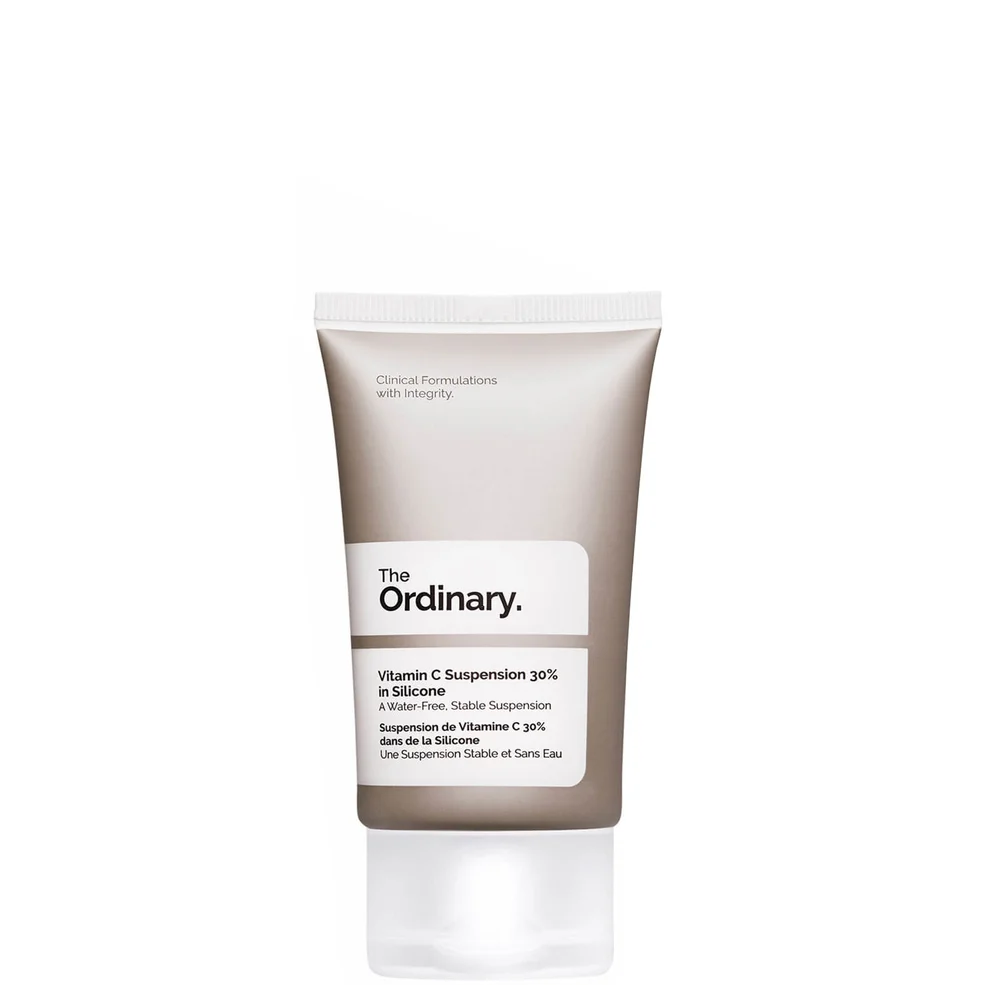 Clinical Formulations
with Integrity.
The
Ordinary.
Vitamin C Suspension 30%
in Silicone
A Water-Free, Stable Suspension
Suspension de Vitamine C 30%
dans de la Silicone
Une Suspension Stable et Sans Eau